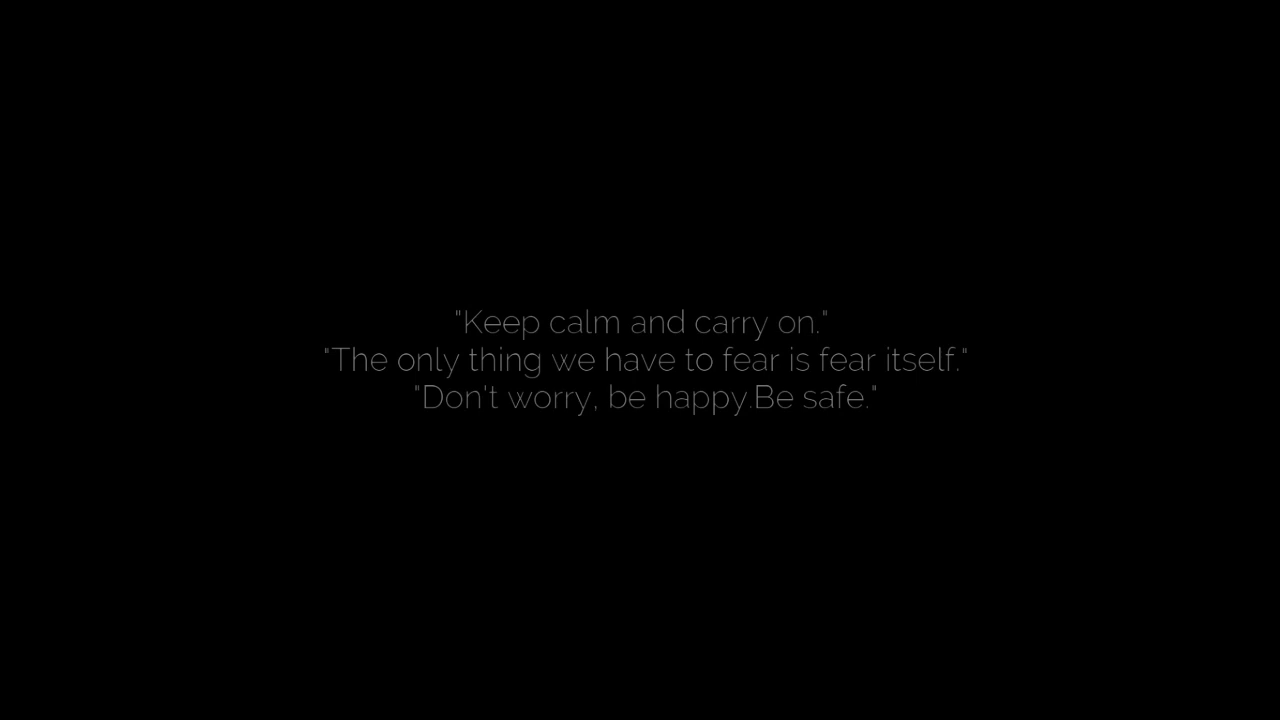 "Keep calm and carry on."
"The only thing we have to fear is fear itself."
"Don't worry, be happy.Be safe."